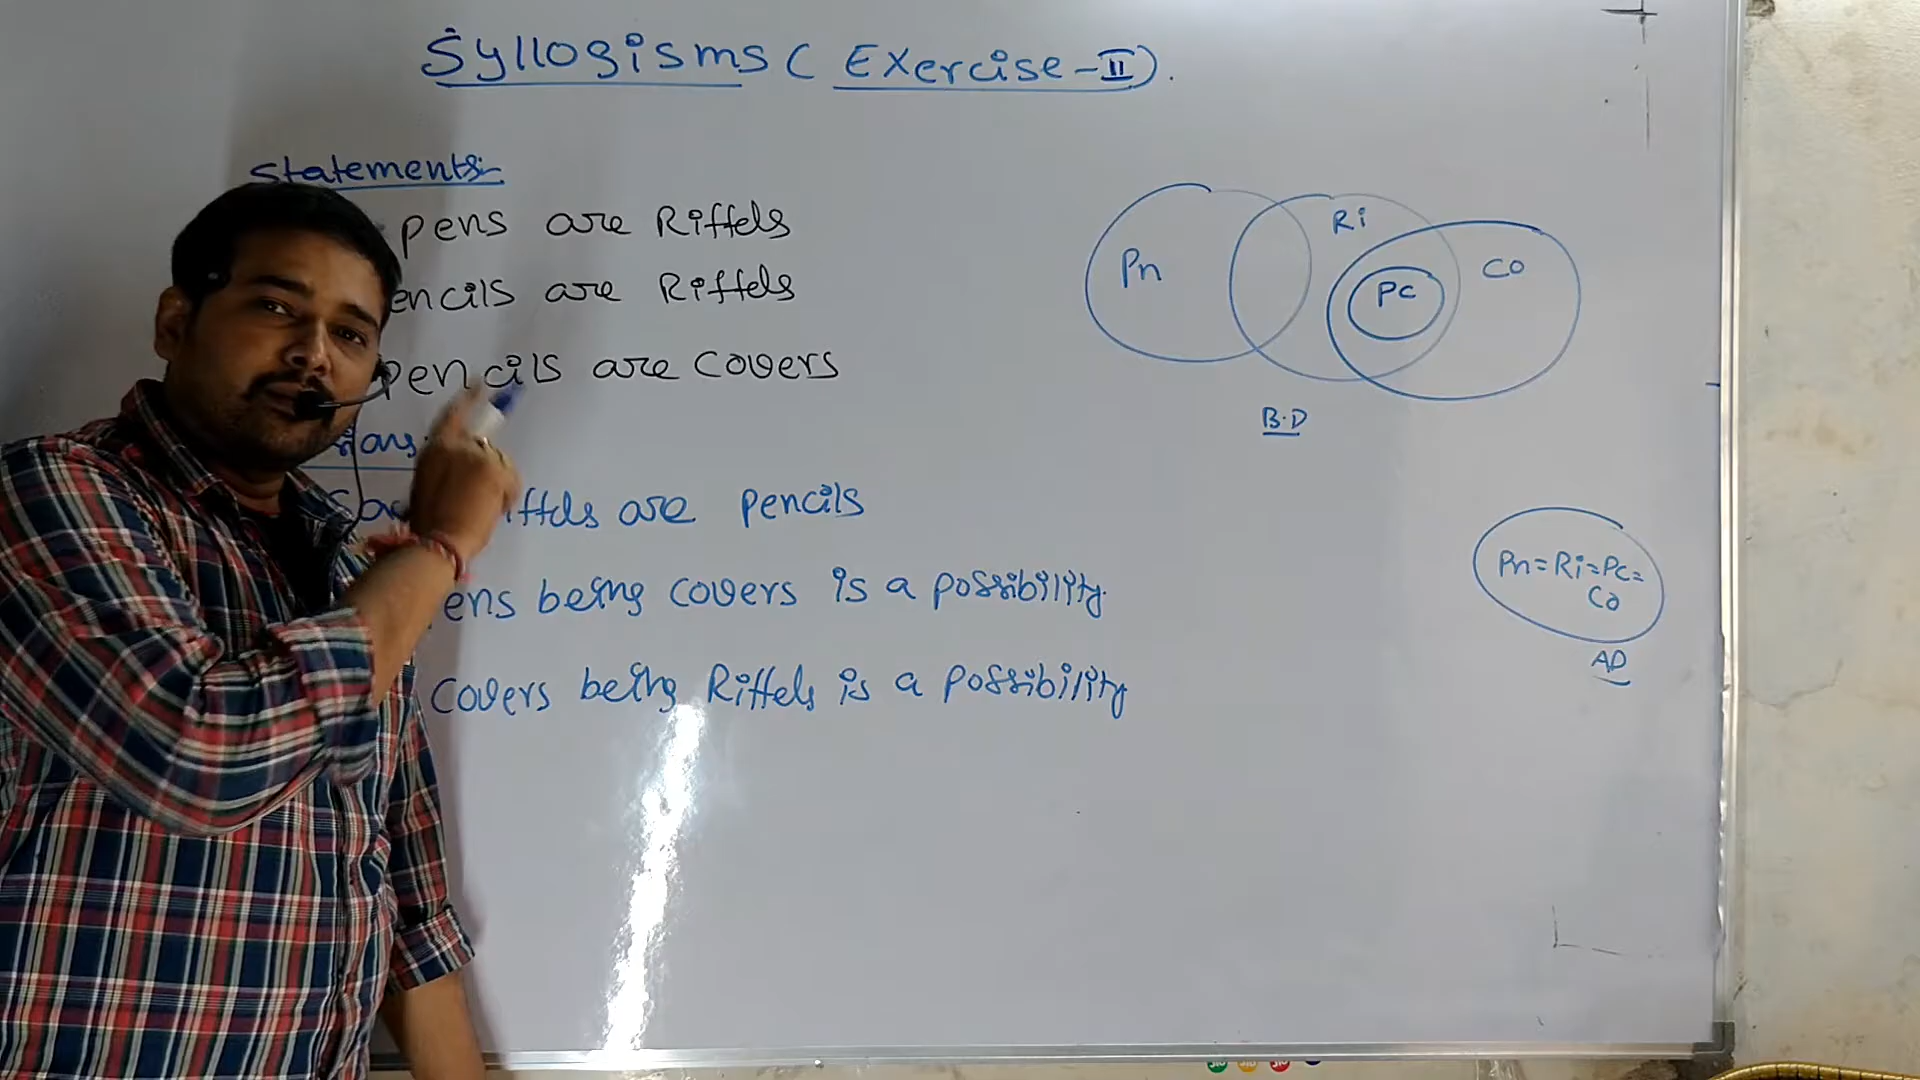 Syllogisms ( Exercise - II ).
Statements:-
pens are Riffels
encils are Riffels
pencils are covers
ions:
iffels are pencils
ens being covers is a possibility.
Covers being Riffels is a possibility
Pn
Ri
PC
Co
B.D
Pn = Ri = PC =
Co
AD